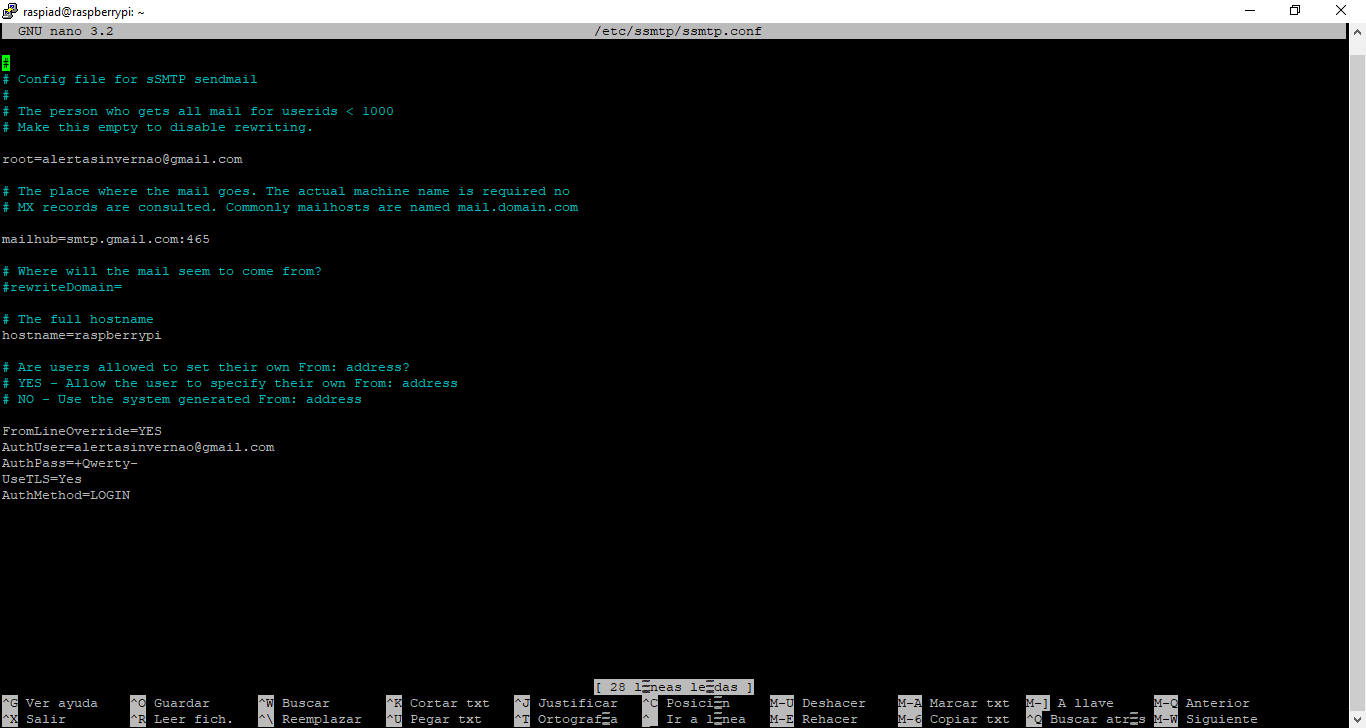 raspiad@raspberrypi: ~
GNU nano 3.2 /etc/ssmtp/ssmtp.conf
#
# Config file for sSMTP sendmail
#
# The person who gets all mail for userids < 1000
# Make this empty to disable rewriting.
root=alertasinvernao@gmail.com
# The place where the mail goes. The actual machine name is required no
# MX records are consulted. Commonly mailhosts are named mail.domain.com
mailhub=smtp.gmail.com:465
# Where will the mail seem to come from?
#rewriteDomain=
# The full hostname
hostname=raspberrypi
# Are users allowed to set their own From: address?
# YES - Allow the user to specify their own From: address
# NO - Use the system generated From: address
FromLineOverride=YES
AuthUser=alertasinvernao@gmail.com
AuthPass=+Qwerty-
UseTLS=Yes
AuthMethod=LOGIN
[ 28 l▒neas le▒das ]
^G Ver ayuda ^O Guardar ^W Buscar ^K Cortar txt ^J Justificar ^C Posici▒n M-U Deshacer M-A Marcar txt M-] A llave M-Q Anterior
^X Salir ^R Leer fich. ^\ Reemplazar ^U Pegar txt ^T Ortograf▒a ^_ Ir a l▒nea M-E Rehacer M-6 Copiar txt ^Q Buscar atr▒s M-W Siguiente